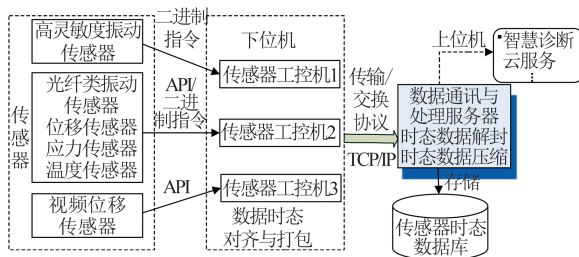 高灵敏度振动
传感器
传感器
光纤类振动
传感器
位移传感器
应力传感器
温度传感器
视频位移
传感器
二进制
指令
API/
二进
制指令
API
下位机
传感器工控机1
传感器工控机2
传感器工控机3
数据时态
对齐与打包
传输/
交换
协议
TCP/IP
上位机
▪智慧诊断
云服务
⋮
数据通讯与
处理服务器
时态数据解封
时态数据压缩
存储
传感器时态
数据库